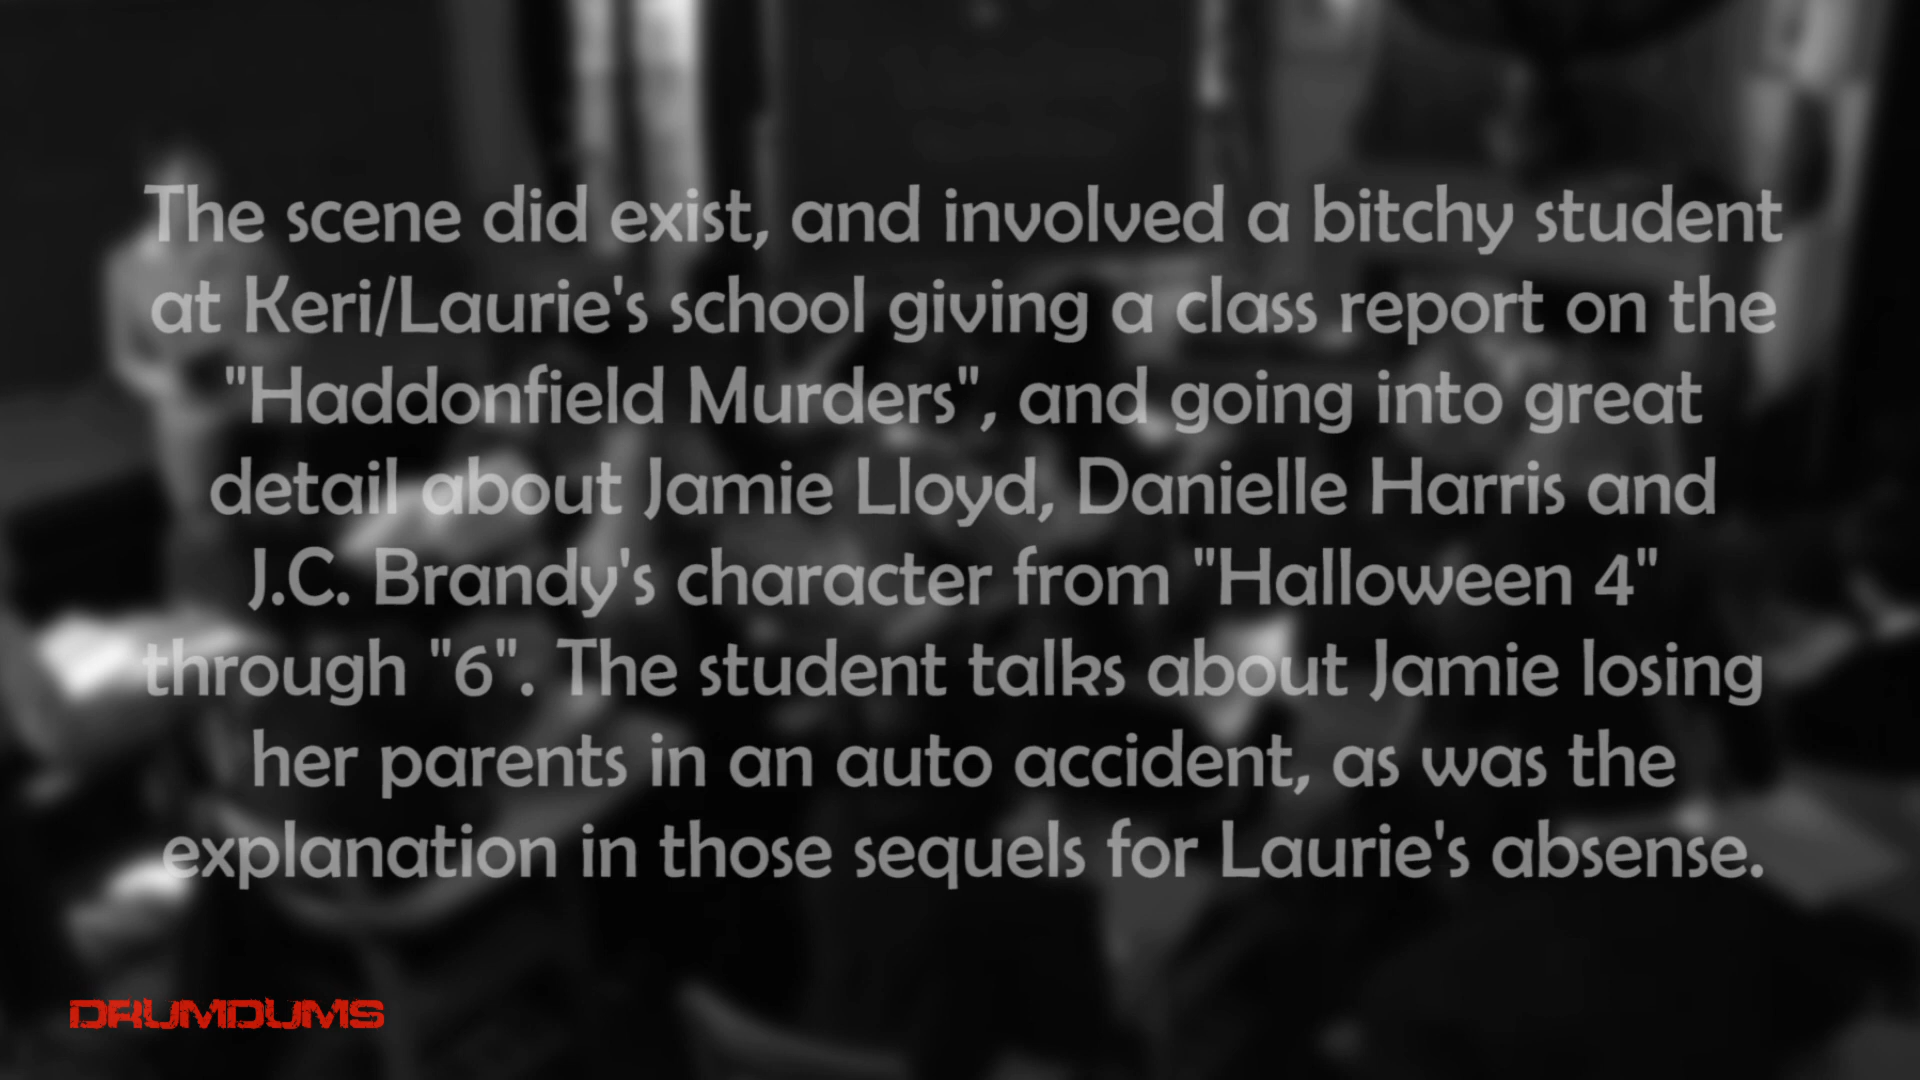 The scene did exist, and involved a bitchy student
at Keri/Laurie's school giving a class report on the
"Haddonfield Murders", and going into great
detail about Jamie Lloyd, Danielle Harris and
J.C. Brandy's character from "Halloween 4"
through "6". The student talks about Jamie losing
her parents in an auto accident, as was the
explanation in those sequels for Laurie's absense.
DRUMDUMS